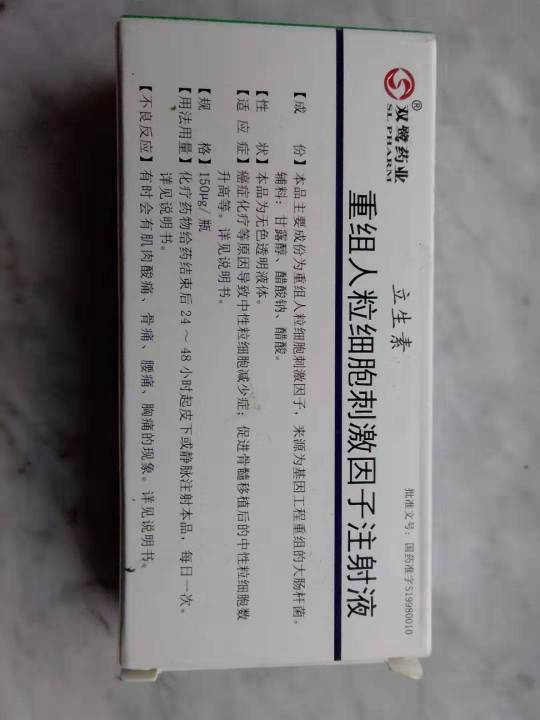 双鹭药业®
SL PHARM
立生素
批准文号：国药准字S19980010
重组人粒细胞刺激因子注射液
【成　份】本品主要成份为重组人粒细胞刺激因子，来源为基因工程重组的大肠杆菌。
辅料：甘露醇、醋酸钠、醋酸。
【性　状】本品为无色透明液体。
【适 应 症】癌症化疗等原因导致中性粒细胞减少症；促进骨髓移植后的中性粒细胞数
升高等。详见说明书。
【规　格】150μg/瓶
【用法用量】化疗药物给药结束后 24～48 小时起皮下或静脉注射本品，每日一次。
详见说明书。
【不良反应】有时会有肌肉酸痛、骨痛、腰痛、胸痛的现象。详见说明书。